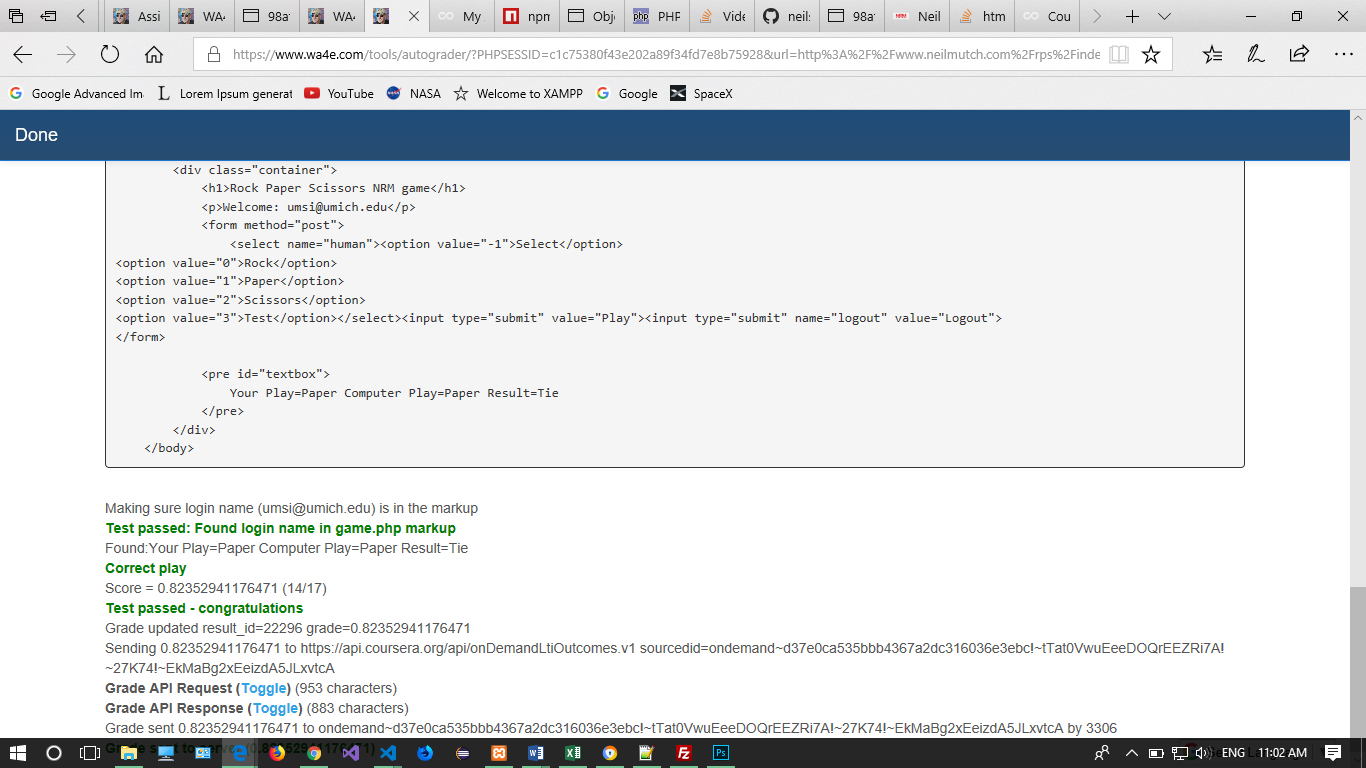 Assi
WA4
98a
WA4
My
npm
Obj
PHP
Vide
neil
98a
Neil
htm
Cou
https://www.wa4e.com/tools/autograder/?PHPSESSID=c1c75380f43e202a89f34fd7e8b75928&url=http%3A%2F%2Fwww.neilmutch.com%2Frps%2Finde
Google Advanced Im
Lorem Ipsum generat
YouTube
NASA
Welcome to XAMPP
Google
SpaceX
Done
<div class="container">
<h1>Rock Paper Scissors NRM game</h1>
<p>Welcome: umsi@umich.edu</p>
<form method="post">
<select name="human"><option value="-1">Select</option>
<option value="0">Rock</option>
<option value="1">Paper</option>
<option value="2">Scissors</option>
<option value="3">Test</option></select><input type="submit" value="Play"><input type="submit" name="logout" value="Logout">
</form>
<pre id="textbox">
Your Play=Paper Computer Play=Paper Result=Tie
</pre>
</div>
</body>
Making sure login name (umsi@umich.edu) is in the markup
Test passed: Found login name in game.php markup
Found:Your Play=Paper Computer Play=Paper Result=Tie
Correct play
Score = 0.82352941176471 (14/17)
Test passed - congratulations
Grade updated result_id=22296 grade=0.82352941176471
Sending 0.82352941176471 to https://api.coursera.org/api/onDemandLtiOutcomes.v1 sourcedid=ondemand~d37e0ca535bbb4367a2dc316036e3ebc!~tTat0VwuEeeDOQrEEZRi7A!
~27K74!~EkMaBg2xEeizdA5JLxvtcA
Grade API Request (Toggle) (953 characters)
Grade API Response (Toggle) (883 characters)
Grade sent 0.82352941176471 to ondemand~d37e0ca535bbb4367a2dc316036e3ebc!~tTat0VwuEeeDOQrEEZRi7A!~27K74!~EkMaBg2xEeizdA5JLxvtcA by 3306
ENG
11:02 AM